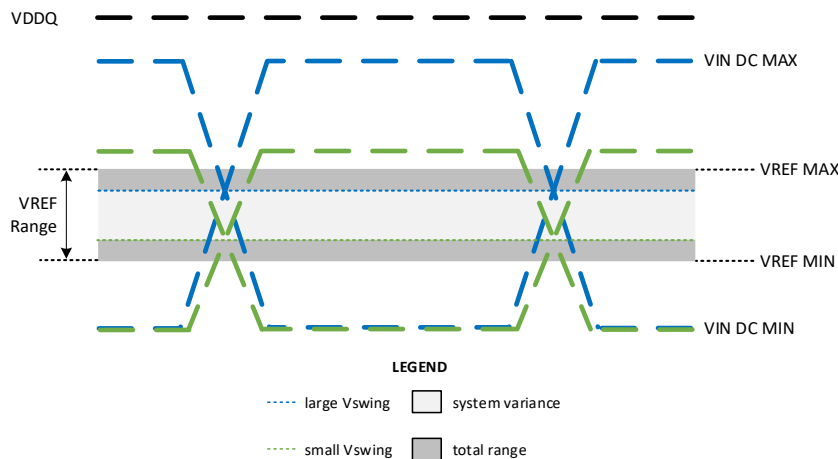 VDDQ
VIN DC MAX
VREF MAX
VREF
Range
VREF MIN
VIN DC MIN
LEGEND
large Vswing
system variance
small Vswing
total range